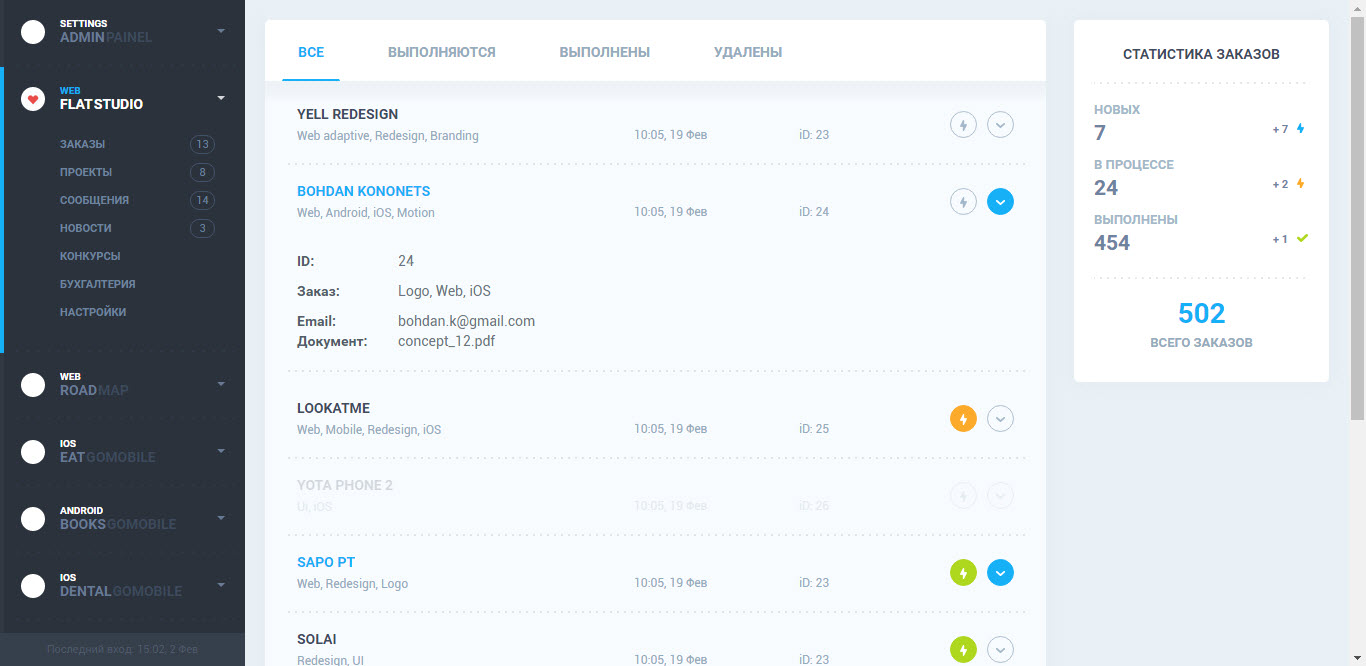 SETTINGS
ADMINPAINEL
WEB
FLATSTUDIO
ЗАКАЗЫ 13
ПРОЕКТЫ 8
СООБЩЕНИЯ 14
НОВОСТИ 3
КОНКУРСЫ
БУХГАЛТЕРИЯ
НАСТРОЙКИ
WEB
ROADMAP
IOS
EATGOMOBILE
ANDROID
BOOKSGOMOBILE
IOS
DENTALGOMOBILE
Последний вход: 15:02, 2 Фев
ВСЕ ВЫПОЛНЯЮТСЯ ВЫПОЛНЕНЫ УДАЛЕНЫ
YELL REDESIGN
Web adaptive, Redesign, Branding 10:05, 19 Фев iD: 23
BOHDAN KONONETS
Web, Android, iOS, Motion 10:05, 19 Фев iD: 24
ID: 24
Заказ: Logo, Web, iOS
Email: bohdan.k@gmail.com
Документ: concept_12.pdf
LOOKATME
Web, Mobile, Redesign, iOS 10:05, 19 Фев iD: 25
YOTA PHONE 2
Ui, iOS 10:05, 19 Фев iD: 26
SAPO PT
Web, Redesign, Logo 10:05, 19 Фев iD: 23
SOLAI
Redesign, UI 10:05, 19 Фев iD: 23
СТАТИСТИКА ЗАКАЗОВ
НОВЫХ
7 +7
В ПРОЦЕССЕ
24 +2
ВЫПОЛНЕНЫ
454 +1
502
ВСЕГО ЗАКАЗОВ